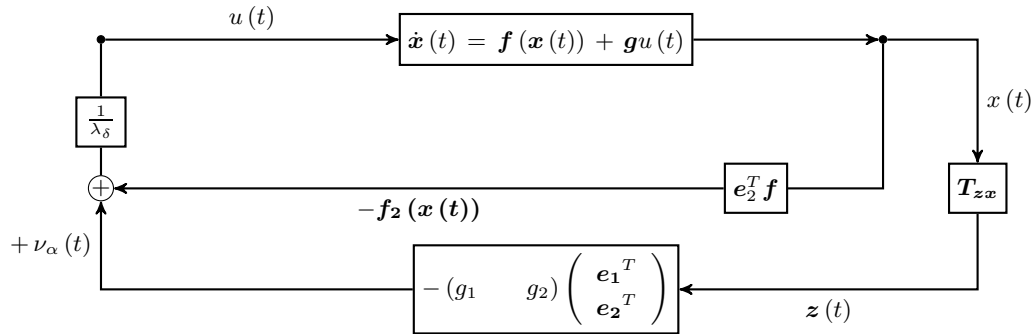 u (t)
ẋ (t) = f (x (t)) + gu (t)
x (t)
1/λ_δ
+
e_2^T f
T_zx
−f_2 (x (t))
+ ν_α (t)
− (g_1 g_2) ( e_1^T
e_2^T )
z (t)